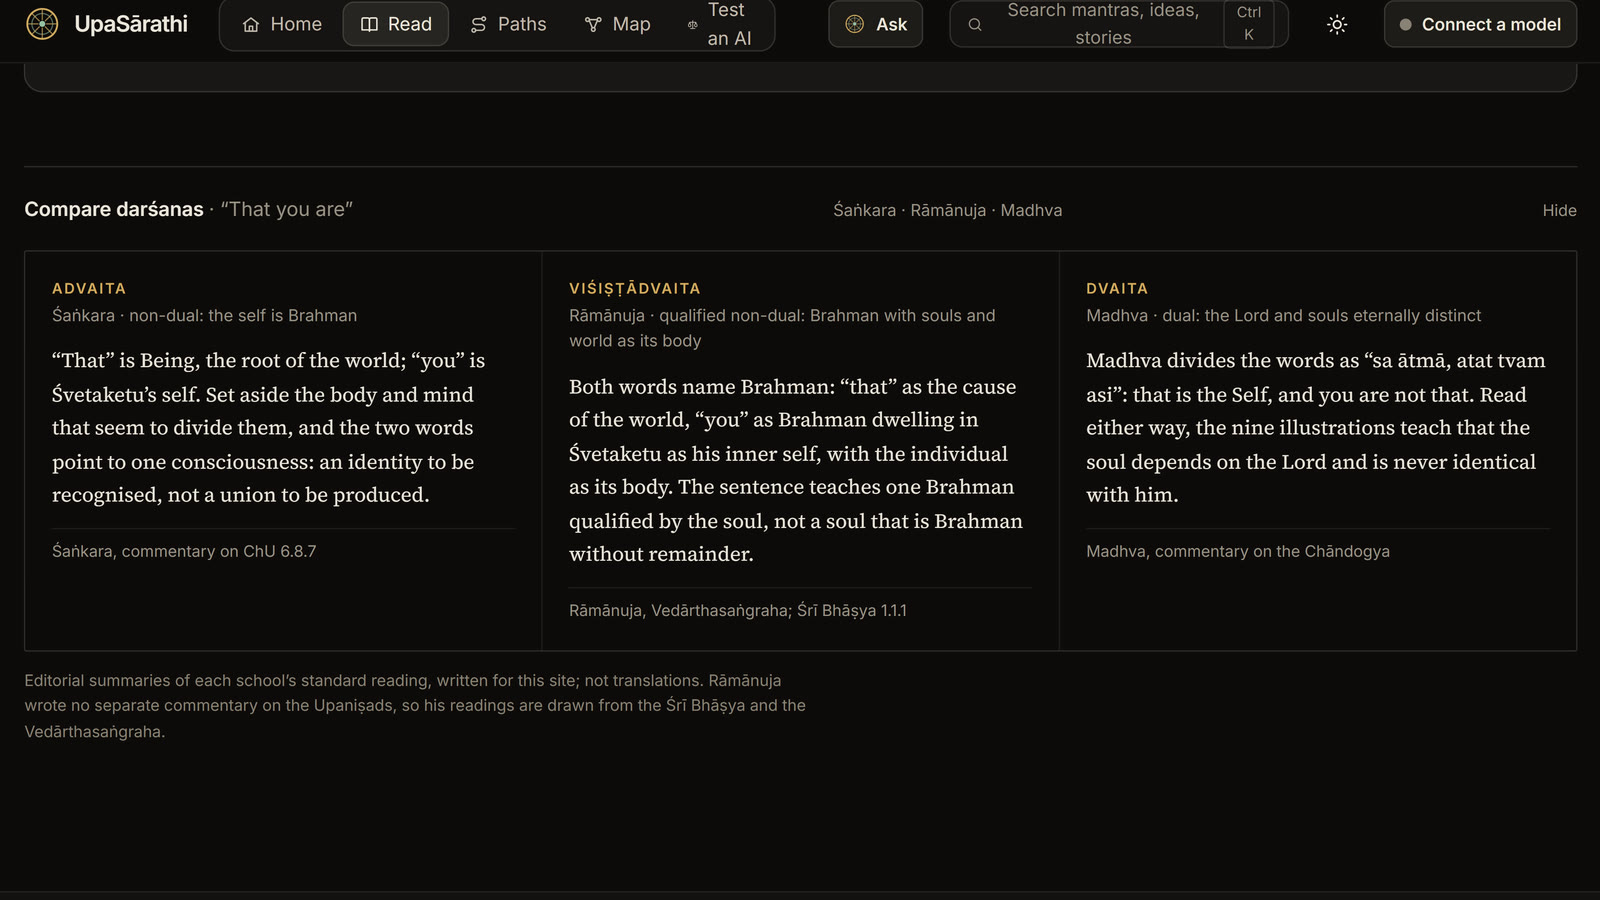 UpaSārathi
Home
Read
Paths
Map
Test
an AI
Ask
Search mantras, ideas,
stories
Ctrl
K
Connect a model
Compare darśanas · “That you are”
Śaṅkara · Rāmānuja · Madhva
Hide
ADVAITA
Śaṅkara · non-dual: the self is Brahman
“That” is Being, the root of the world; “you” is
Śvetaketu’s self. Set aside the body and mind
that seem to divide them, and the two words
point to one consciousness: an identity to be
recognised, not a union to be produced.
Śaṅkara, commentary on ChU 6.8.7
VIŚIṢṬĀDVAITA
Rāmānuja · qualified non-dual: Brahman with souls and
world as its body
Both words name Brahman: “that” as the cause
of the world, “you” as Brahman dwelling in
Śvetaketu as his inner self, with the individual
as its body. The sentence teaches one Brahman
qualified by the soul, not a soul that is Brahman
without remainder.
Rāmānuja, Vedārthasaṅgraha; Śrī Bhāṣya 1.1.1
DVAITA
Madhva · dual: the Lord and souls eternally distinct
Madhva divides the words as “sa ātmā, atat tvam
asi”: that is the Self, and you are not that. Read
either way, the nine illustrations teach that the
soul depends on the Lord and is never identical
with him.
Madhva, commentary on the Chāndogya
Editorial summaries of each school’s standard reading, written for this site; not translations. Rāmānuja
wrote no separate commentary on the Upaniṣads, so his readings are drawn from the Śrī Bhāṣya and the
Vedārthasaṅgraha.